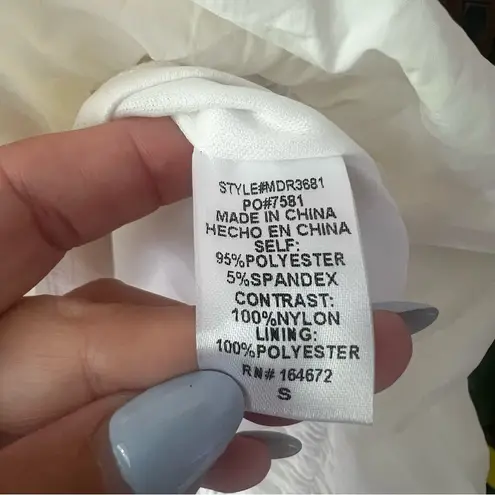 STYLE#MDR3681
PO#7581
MADE IN CHINA
HECHO EN CHINA
SELF:
95%POLYESTER
5%SPANDEX
CONTRAST:
100%NYLON
LINING:
100%POLYESTER
RN# 164672
S